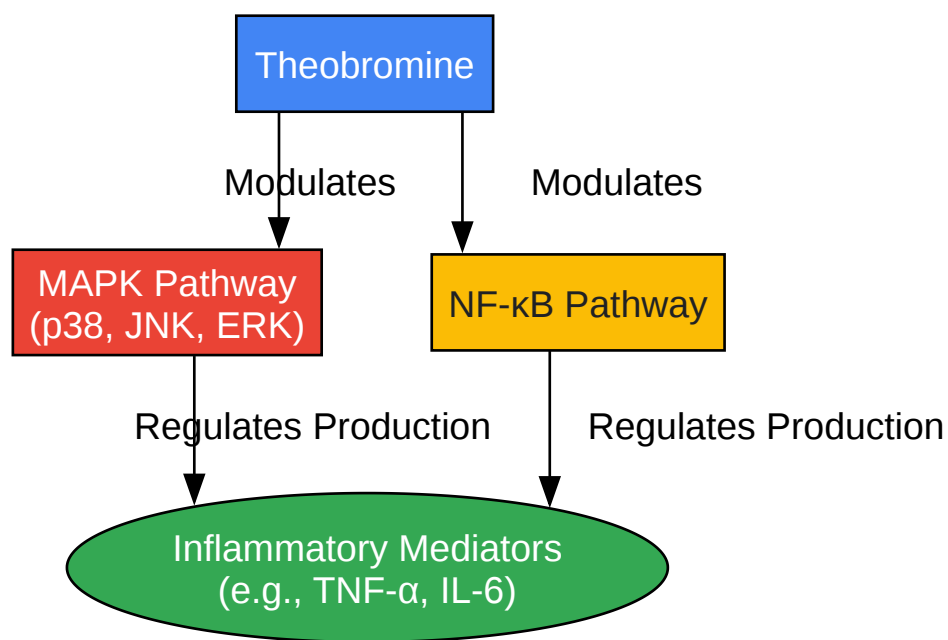 Theobromine
Modulates
Modulates
MAPK Pathway
(p38, JNK, ERK)
NF-κB Pathway
Regulates Production
Regulates Production
Inflammatory Mediators
(e.g., TNF-α, IL-6)